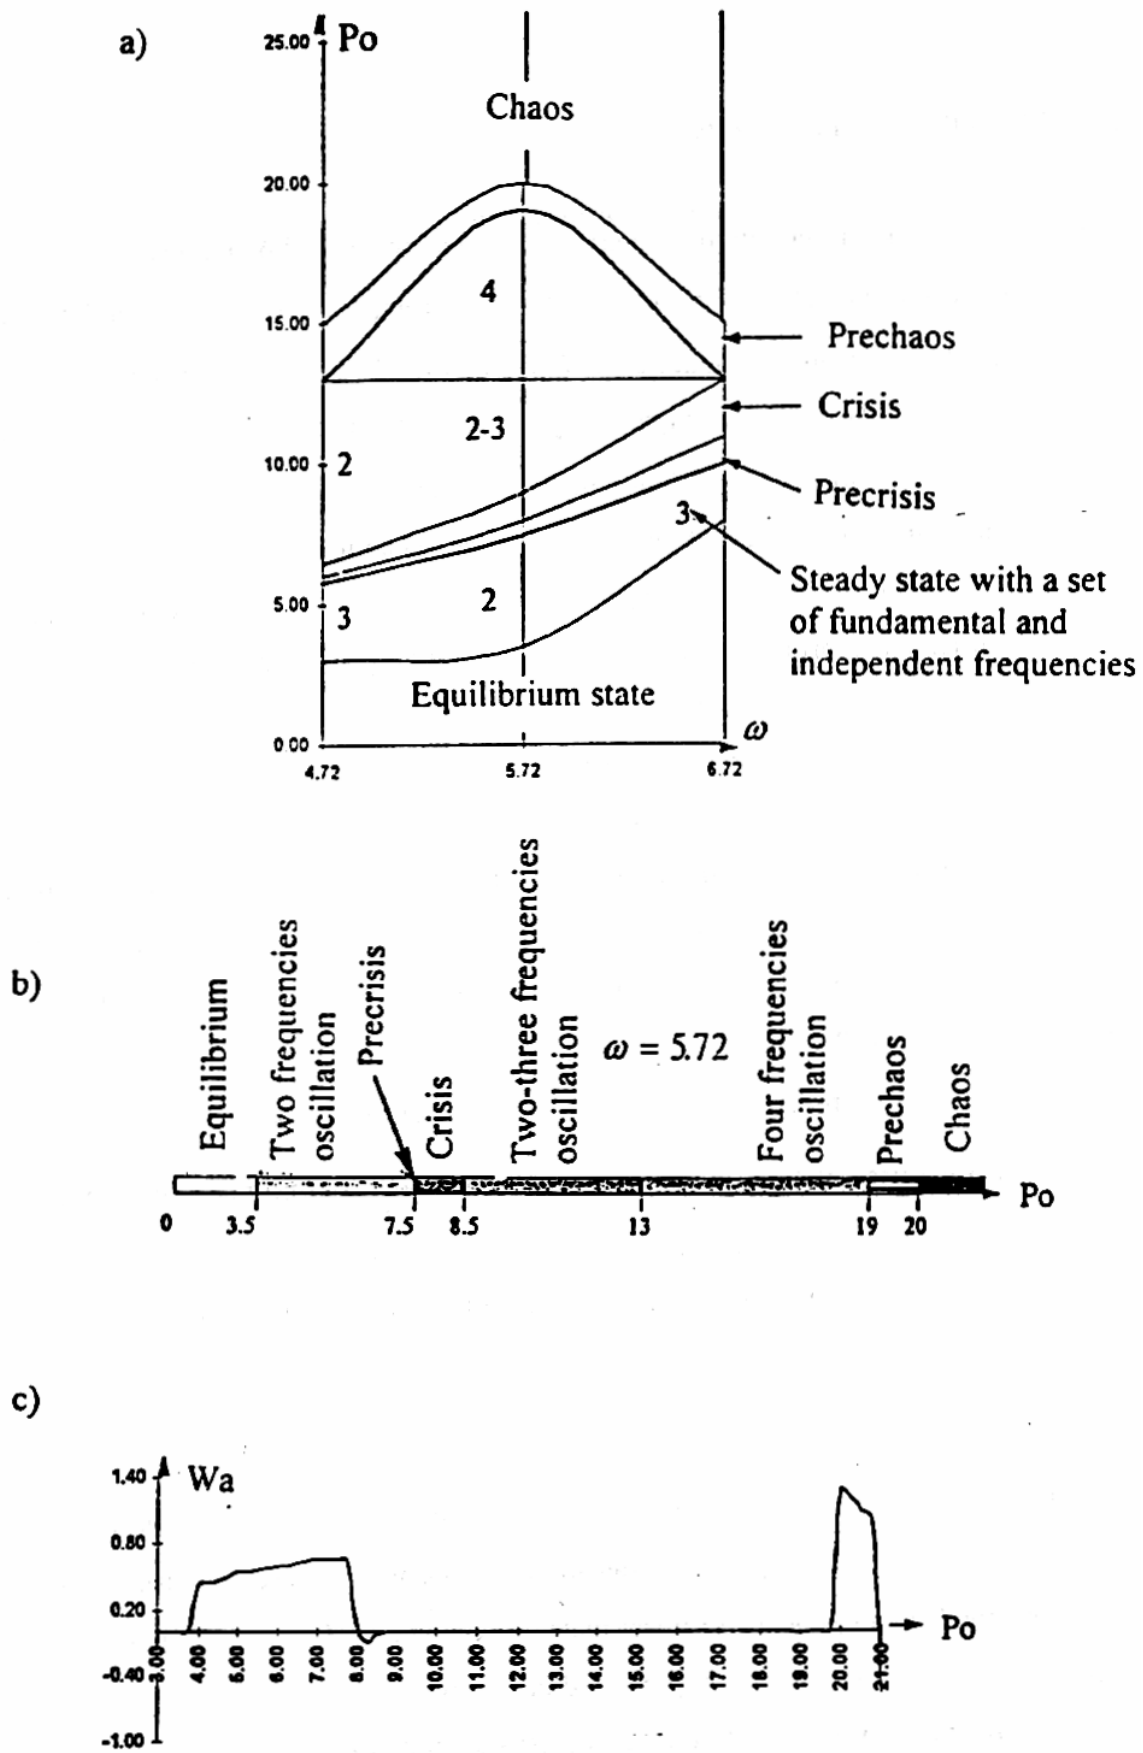 a)
25.00
Po
Chaos
20.00
4
15.00
Prechaos
Crisis
2-3
10.00
2
Precrisis
3
Steady state with a set
of fundamental and
independent frequencies
5.00
3
2
Equilibrium state
0.00
ω
4.72
5.72
6.72
b)
Equilibrium
Two frequencies
oscillation
Precrisis
Crisis
Two-three frequencies
oscillation
ω = 5.72
Four frequencies
oscillation
Prechaos
Chaos
Po
0
3.5
7.5
8.5
13
19
20
c)
1.40
Wa
0.80
0.20
Po
-0.40
3.00
4.00
5.00
6.00
7.00
8.00
9.00
10.00
11.00
12.00
13.00
14.00
15.00
16.00
17.00
18.00
19.00
20.00
21.00
-1.00